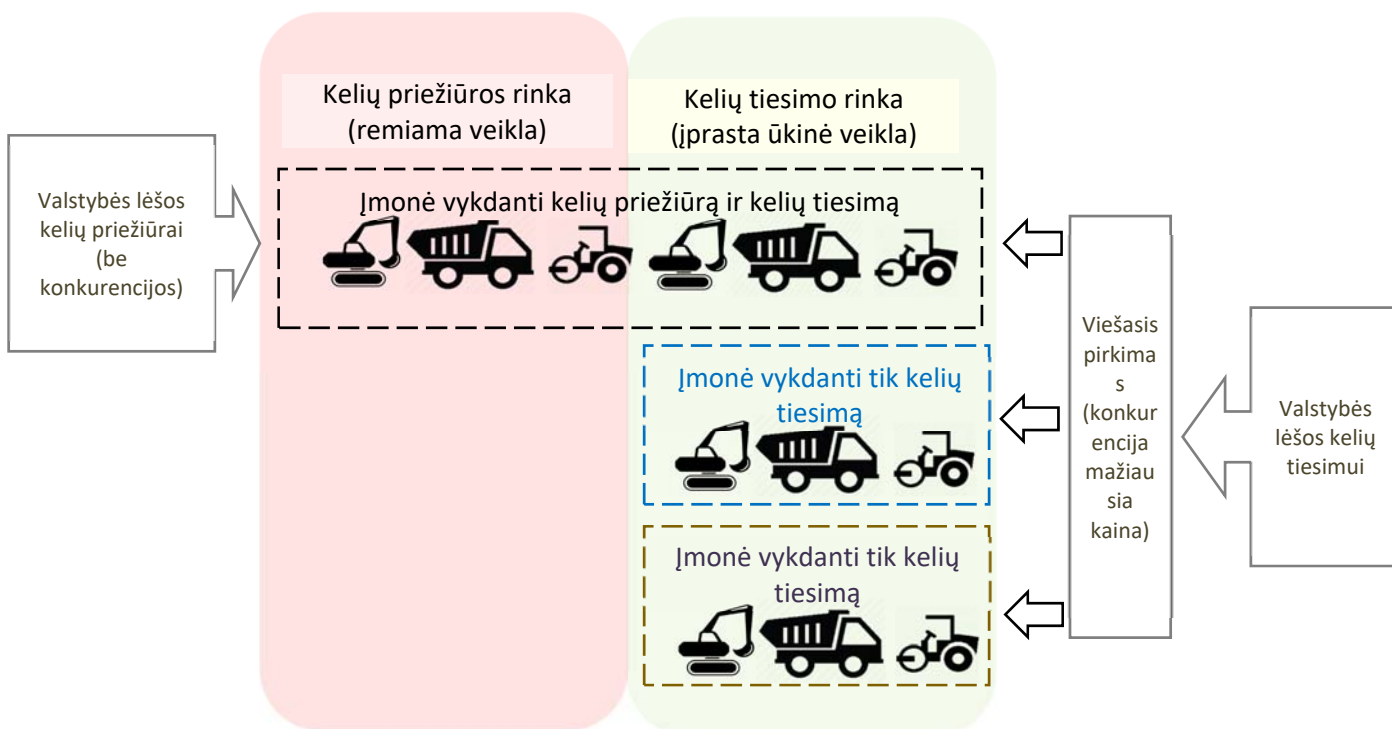 Kelių priežiūros rinka
(remiama veikla)
Kelių tiesimo rinka
(įprasta ūkinė veikla)
Valstybės lėšos
kelių priežiūrai
(be
konkurencijos)
Įmonė vykdanti kelių priežiūrą ir kelių tiesimą
Įmonė vykdanti tik kelių
tiesimą
Įmonė vykdanti tik kelių
tiesimą
Viešasis
pirkima
s
(konkur
encija
mažiau
sia
kaina)
Valstybės
lėšos kelių
tiesimui